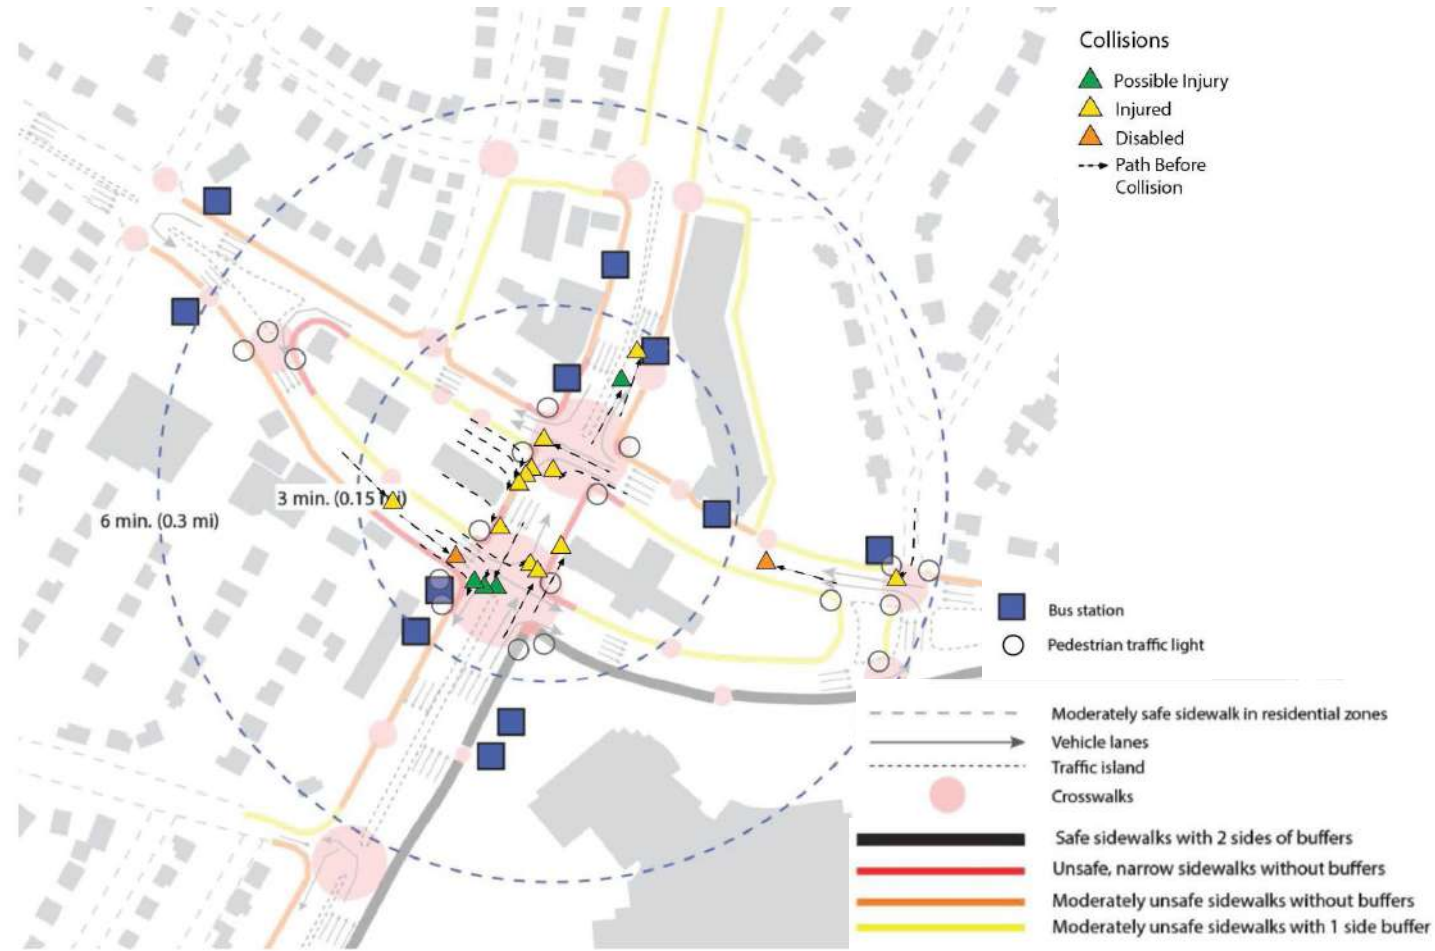 Collisions
Possible Injury
Injured
Disabled
Path Before
Collision
3 min. (0.15 mi)
6 min. (0.3 mi)
Bus station
Pedestrian traffic light
Moderately safe sidewalk in residential zones
Vehicle lanes
Traffic island
Crosswalks
Safe sidewalks with 2 sides of buffers
Unsafe, narrow sidewalks without buffers
Moderately unsafe sidewalks without buffers
Moderately unsafe sidewalks with 1 side buffer